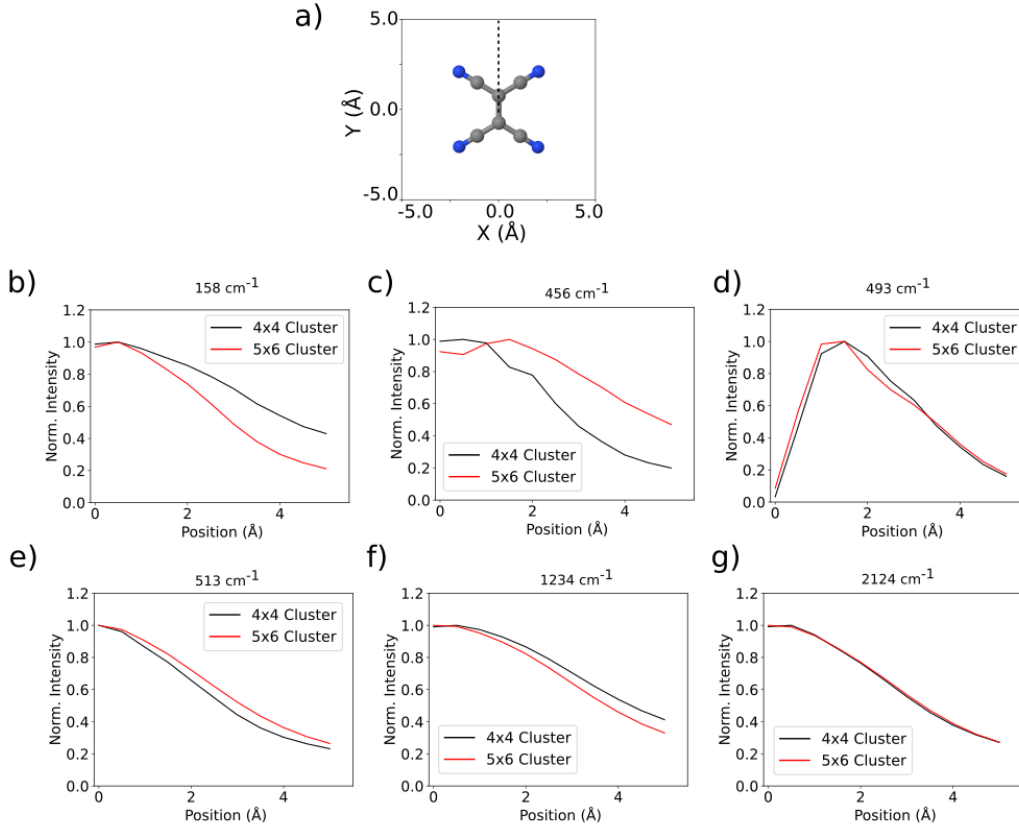 a)
5.0
0.0
-5.0
Y (Å)
-5.0 0.0 5.0
X (Å)
b)
158 cm-1
1.2
1.0
0.8
0.6
0.4
0.2
0.0
Norm. Intensity
4x4 Cluster
5x6 Cluster
0 2 4
Position (Å)
c)
456 cm-1
1.2
1.0
0.8
0.6
0.4
0.2
0.0
Norm. Intensity
4x4 Cluster
5x6 Cluster
0 2 4
Position (Å)
d)
493 cm-1
1.2
1.0
0.8
0.6
0.4
0.2
0.0
Norm. Intensity
4x4 Cluster
5x6 Cluster
0 2 4
Position (Å)
e)
513 cm-1
1.2
1.0
0.8
0.6
0.4
0.2
0.0
Norm. Intensity
4x4 Cluster
5x6 Cluster
0 2 4
Position (Å)
f)
1234 cm-1
1.2
1.0
0.8
0.6
0.4
0.2
0.0
Norm. Intensity
4x4 Cluster
5x6 Cluster
0 2 4
Position (Å)
g)
2124 cm-1
1.2
1.0
0.8
0.6
0.4
0.2
0.0
Norm. Intensity
4x4 Cluster
5x6 Cluster
0 2 4
Position (Å)